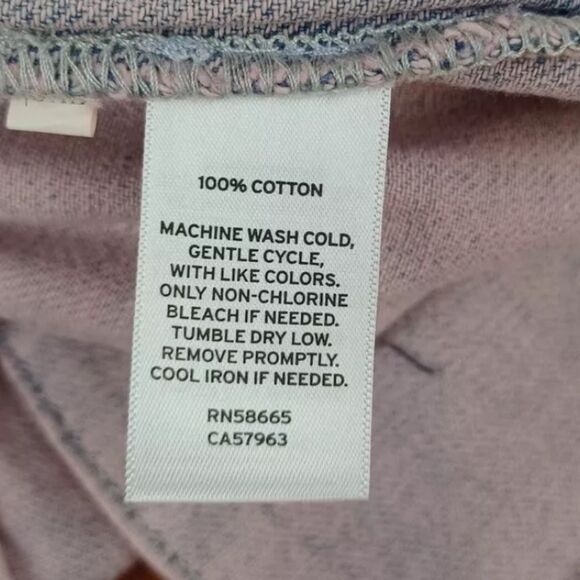 100% COTTON
MACHINE WASH COLD,
GENTLE CYCLE,
WITH LIKE COLORS.
ONLY NON-CHLORINE
BLEACH IF NEEDED.
TUMBLE DRY LOW.
REMOVE PROMPTLY.
COOL IRON IF NEEDED.
RN58665
CA57963